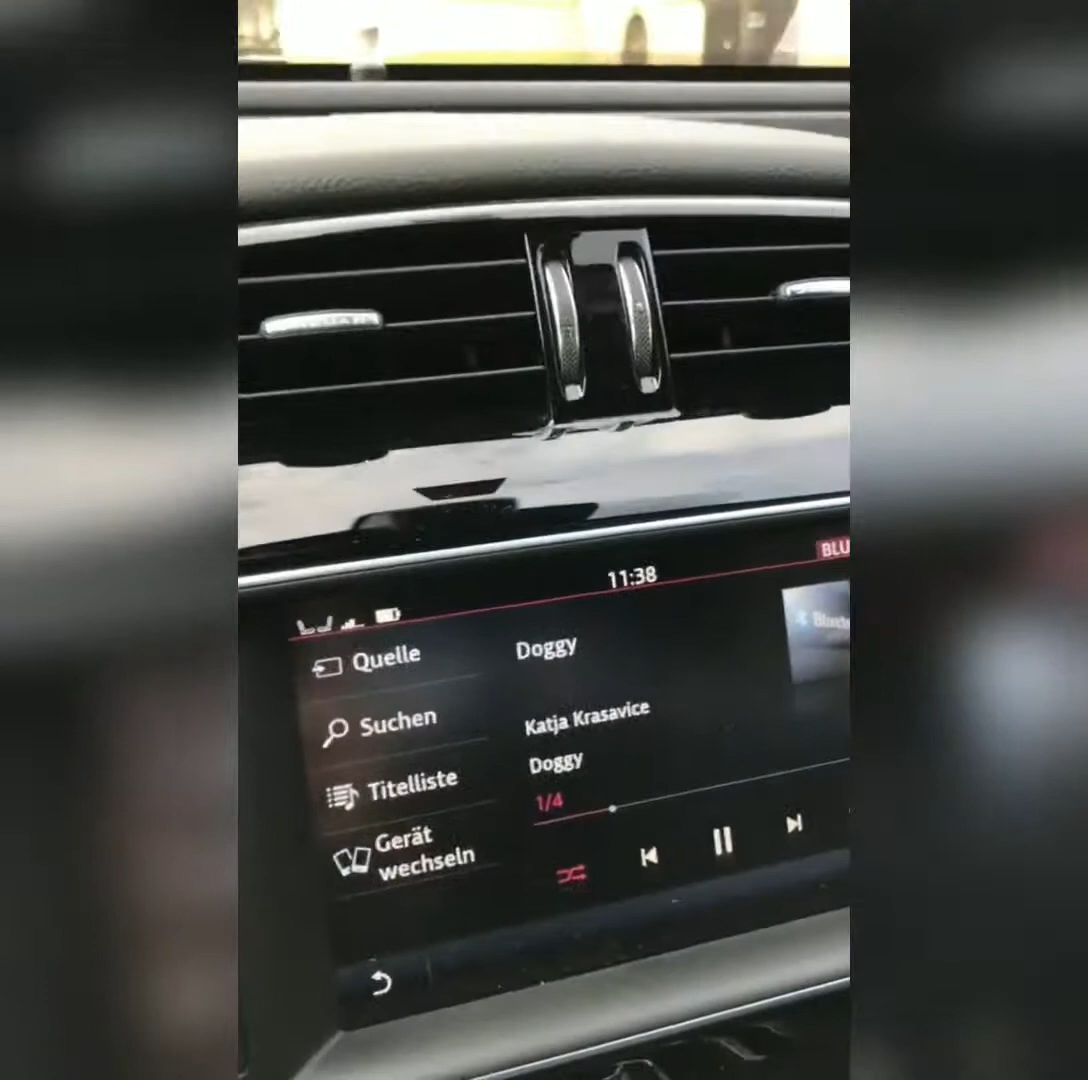 11:38
BLU
Quelle
Doggy
Suchen
Katja Krasavice
Titelliste
Doggy
1/4
Gerät
wechseln